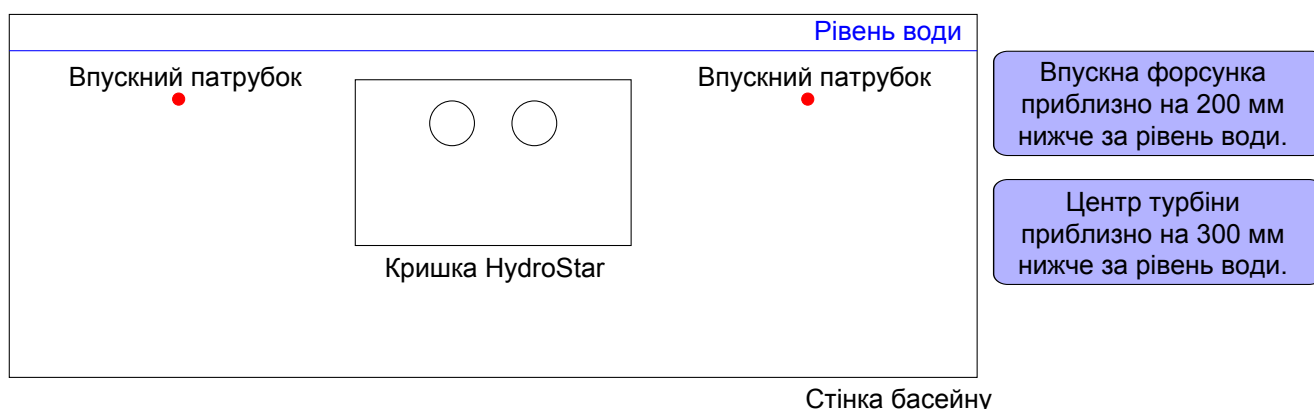 Рівень води
Впускний патрубок
Впускний патрубок
Впускна форсунка
приблизно на 200 мм
нижче за рівень води.
Центр турбіни
приблизно на 300 мм
нижче за рівень води.
Кришка HydroStar
Стінка басейну